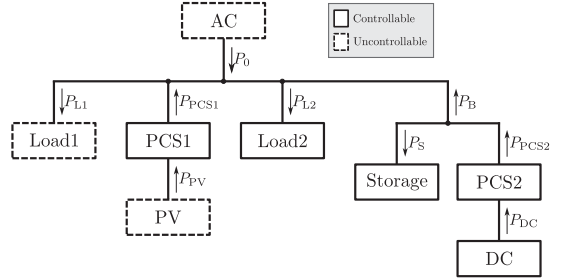 AC
Controllable
Uncontrollable
P0
PL1
PPCS1
PL2
PB
Load1
PCS1
Load2
PS
PPCS2
PPV
Storage
PCS2
PV
PDC
DC